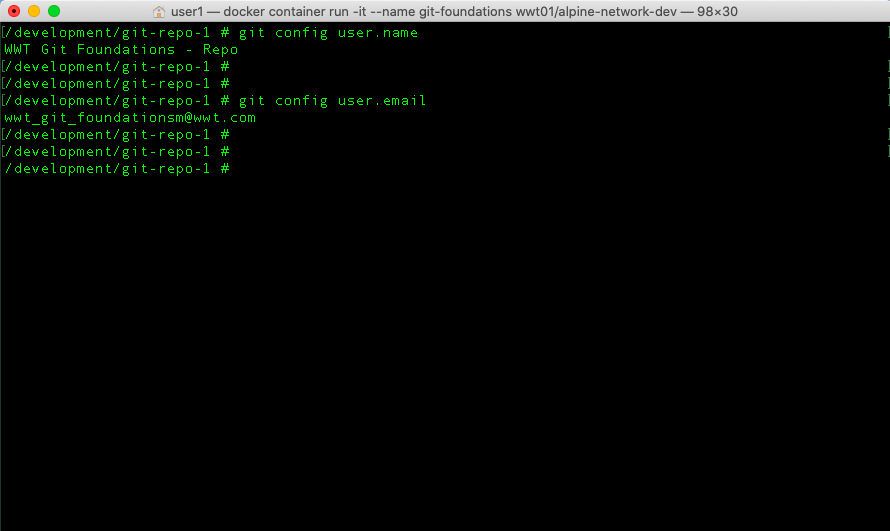 user1 — docker container run -it --name git-foundations wwt01/alpine-network-dev — 98×30
[/development/git-repo-1 # git config user.name ]
WWT Git Foundations - Repo
[/development/git-repo-1 # ]
[/development/git-repo-1 # ]
[/development/git-repo-1 # git config user.email ]
wwt_git_foundationsm@wwt.com
[/development/git-repo-1 # ]
[/development/git-repo-1 # ]
/development/git-repo-1 #